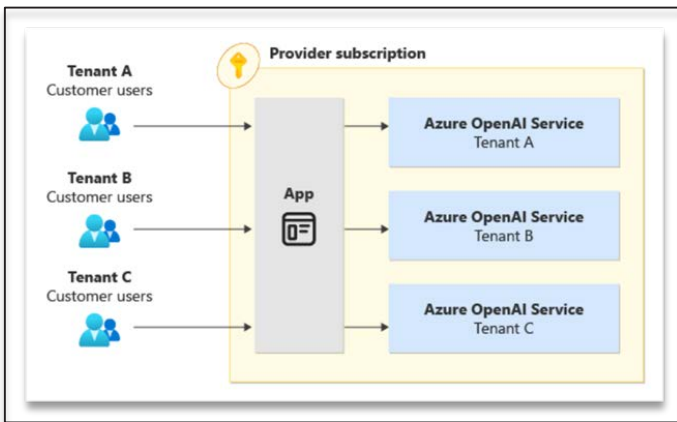 Provider subscription
Tenant A
Customer users
Tenant B
Customer users
Tenant C
Customer users
App
Azure OpenAI Service
Tenant A
Azure OpenAI Service
Tenant B
Azure OpenAI Service
Tenant C